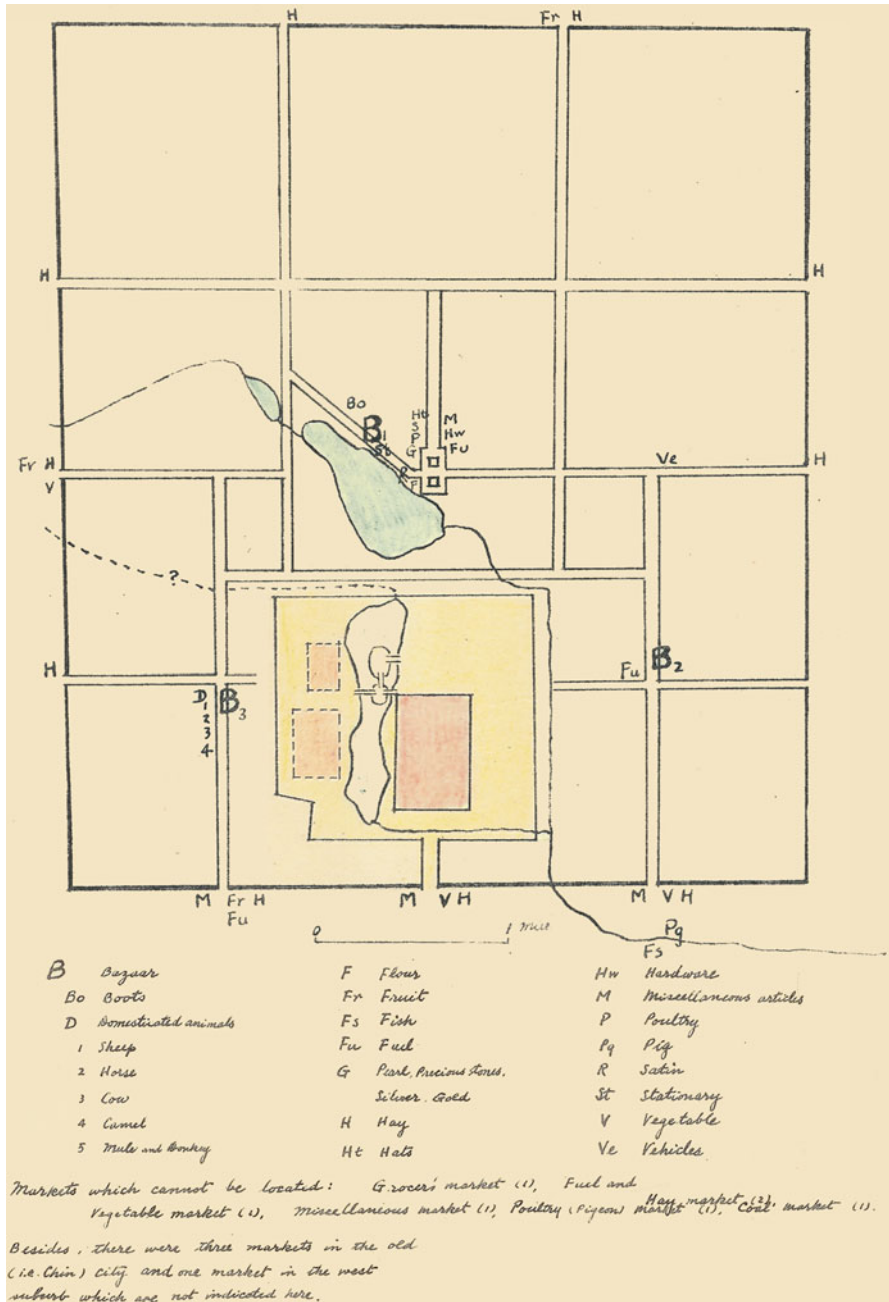 H
Fr H
H
H
Bo
B1
St
Ht
S
P
G
M
Hw
Fu
R
F
Ve
Fr H
V
H
?
H
Fu B2
D B3
1
2
3
4
M
Fr H
Fu
M V H
M V H
Pg
Fs
0 1 Mile
B Bazaar
Bo Boots
D Domesticated animals
1 Sheep
2 Horse
3 Cow
4 Camel
5 Mule and Donkey
F Flour
Fr Fruit
Fs Fish
Fu Fuel
G Pearl, Precious stones,
Silver. Gold
H Hay
Ht Hats
Hw Hardware
M Miscellaneous articles
P Poultry
Pg Pig
R Satin
St Stationary
V Vegetable
Ve Vehicles
Markets which cannot be located: Grocer's market (1), Fuel and
Hay market (2),
Vegetable market (1), Miscellaneous market (1), Poultry (Pigeon) market (1), Coal market (1).
Besides, there were three markets in the old
(i.e. Chin) city and one market in the west
suburb which are not indicated here.